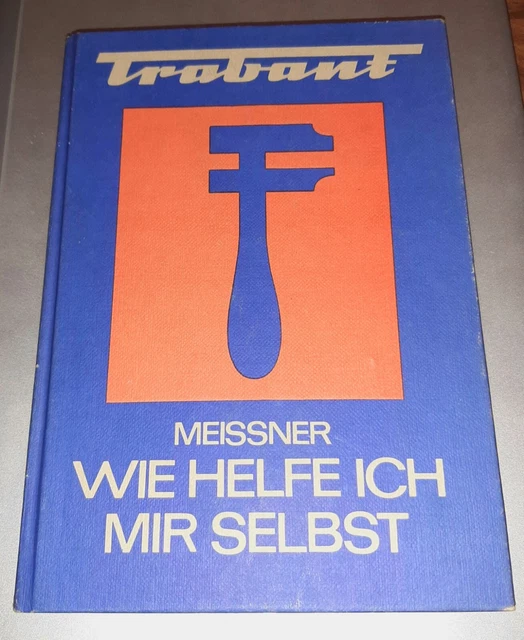 Trabant
MEISSNER
WIE HELFE ICH
MIR SELBST